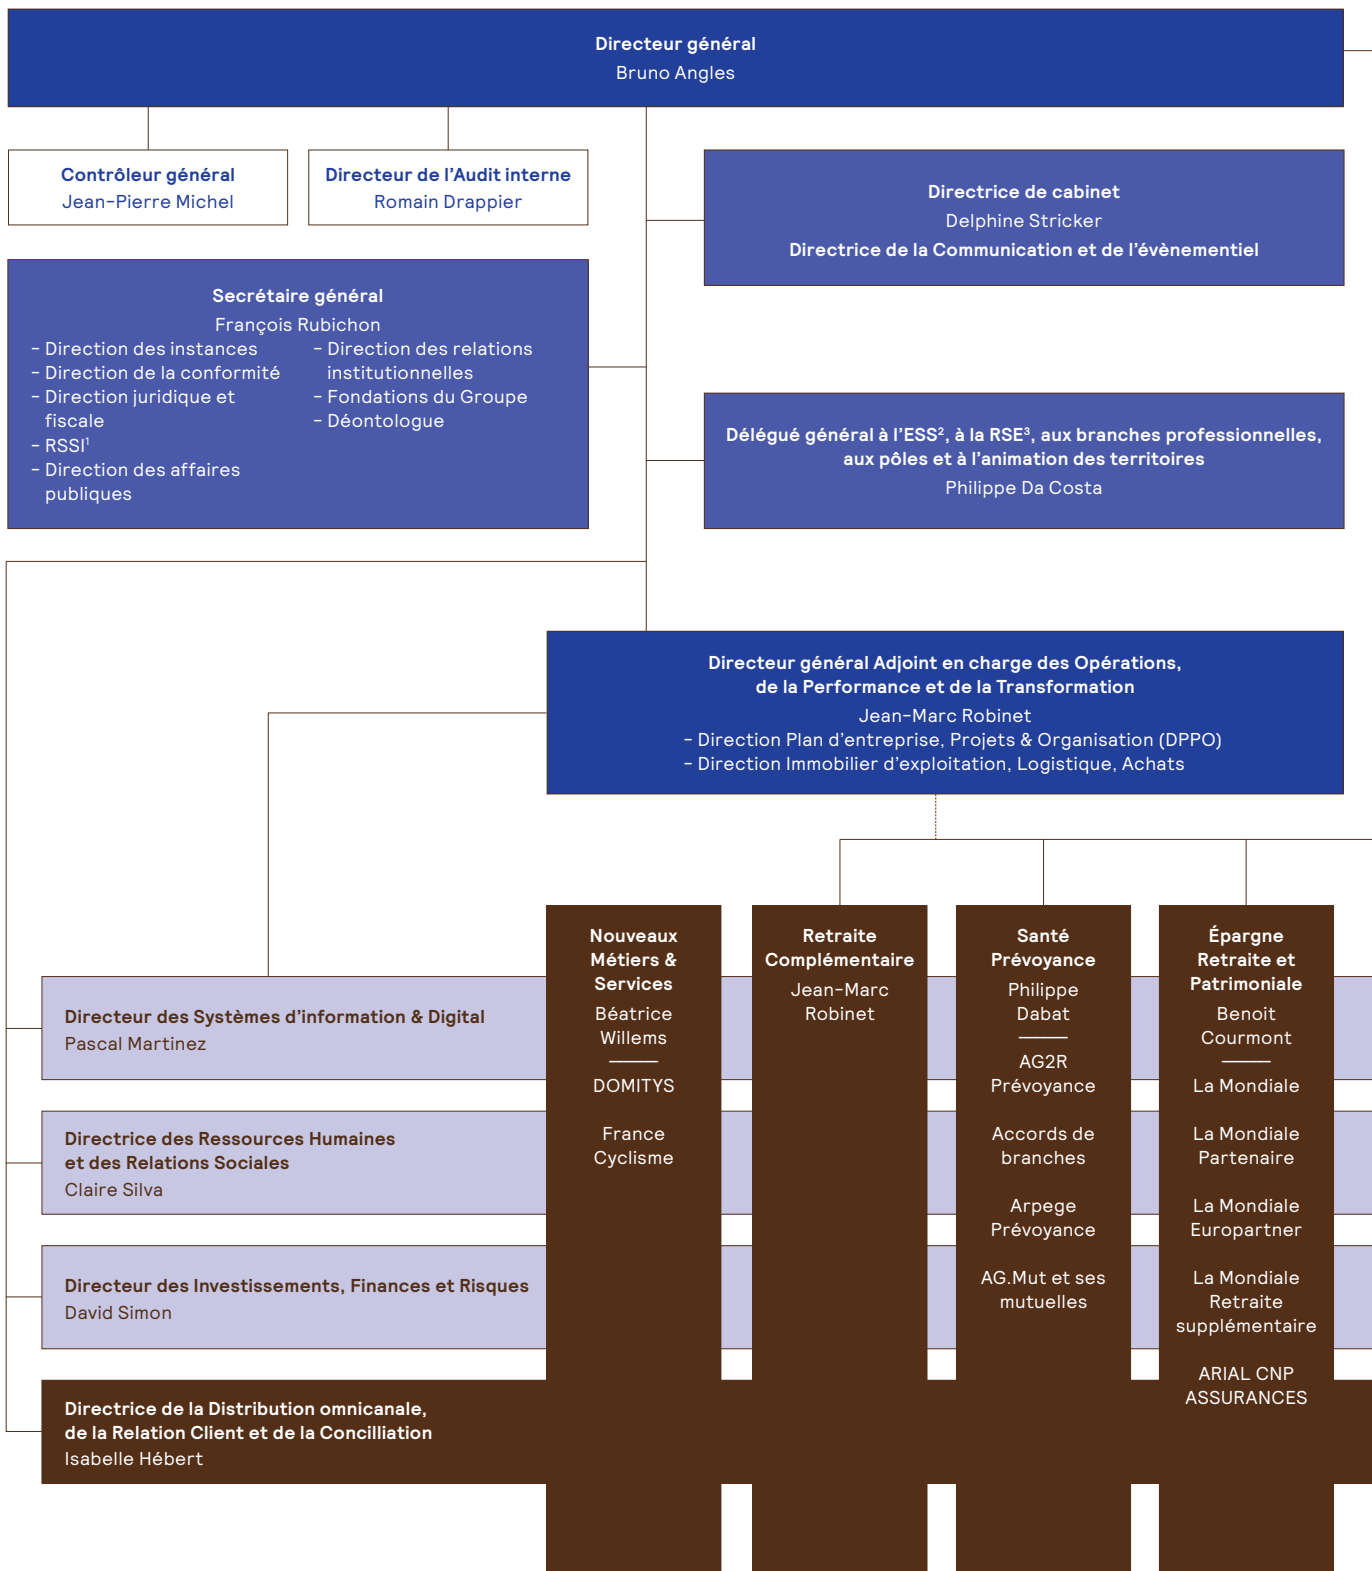 Directeur général
Bruno Angles
Contrôleur général
Jean-Pierre Michel
Directeur de l'Audit interne
Romain Drappier
Directrice de cabinet
Delphine Stricker
Directrice de la Communication et de l'évènementiel
Secrétaire général
François Rubichon
- Direction des instances
- Direction de la conformité
- Direction juridique et
fiscale
- RSSI¹
- Direction des affaires
publiques
- Direction des relations
institutionnelles
- Fondations du Groupe
- Déontologue
Délégué général à l'ESS², à la RSE³, aux branches professionnelles,
aux pôles et à l'animation des territoires
Philippe Da Costa
Directeur général Adjoint en charge des Opérations,
de la Performance et de la Transformation
Jean-Marc Robinet
- Direction Plan d'entreprise, Projets & Organisation (DPPO)
- Direction Immobilier d'exploitation, Logistique, Achats
Nouveaux
Métiers &
Services
Béatrice
Willems
DOMITYS
France
Cyclisme
Retraite
Complémentaire
Jean-Marc
Robinet
Santé
Prévoyance
Philippe
Dabat
AG2R
Prévoyance
Accords de
branches
Arpege
Prévoyance
AG.Mut et ses
mutuelles
Épargne
Retraite et
Patrimoniale
Benoit
Courmont
La Mondiale
La Mondiale
Partenaire
La Mondiale
Europartner
La Mondiale
Retraite
supplémentaire
ARIAL CNP
ASSURANCES
Directeur des Systèmes d'information & Digital
Pascal Martinez
Directrice des Ressources Humaines
et des Relations Sociales
Claire Silva
Directeur des Investissements, Finances et Risques
David Simon
Directrice de la Distribution omnicanale,
de la Relation Client et de la Concilliation
Isabelle Hébert